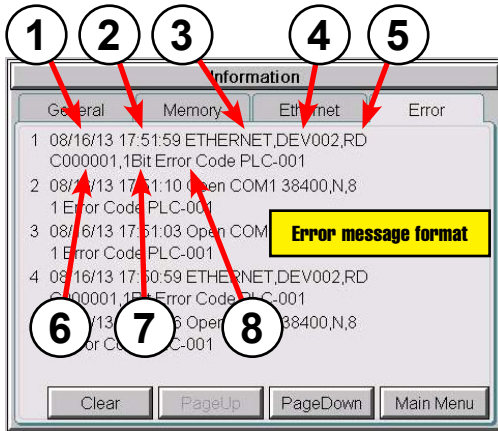 1 2 3 4 5
Information
General Memory Ethernet Error
1 08/16/13 17:51:59 ETHERNET,DEV002,RD
C000001,1Bit Error Code PLC-001
2 08/16/13 17:51:10 Open COM1 38400,N,8
1 Error Code PLC-001
3 08/16/13 17:51:03 Open COM
1 Error Code PLC-001
Error message format
4 08/16/13 17:50:59 ETHERNET,DEV002,RD
C000001,1Bit Error Code PLC-001
/13 6 Open 38400,N,8
C-001
6 7 8
Clear PageUp PageDown Main Menu